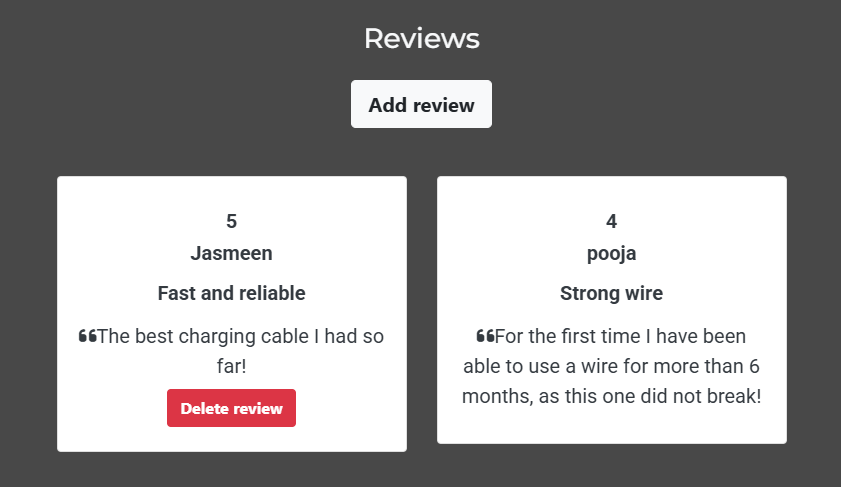 Reviews
Add review
5
Jasmeen
Fast and reliable
❝The best charging cable I had so
far!
Delete review
4
pooja
Strong wire
❝For the first time I have been
able to use a wire for more than 6
months, as this one did not break!